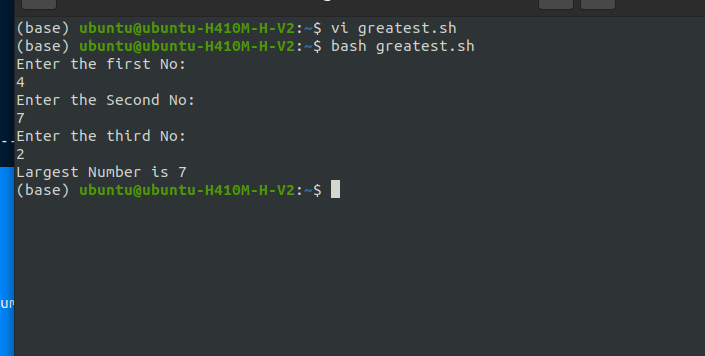 (base) ubuntu@ubuntu-H410M-H-V2:~$ vi greatest.sh
(base) ubuntu@ubuntu-H410M-H-V2:~$ bash greatest.sh
Enter the first No:
4
Enter the Second No:
7
Enter the third No:
2
Largest Number is 7
(base) ubuntu@ubuntu-H410M-H-V2:~$